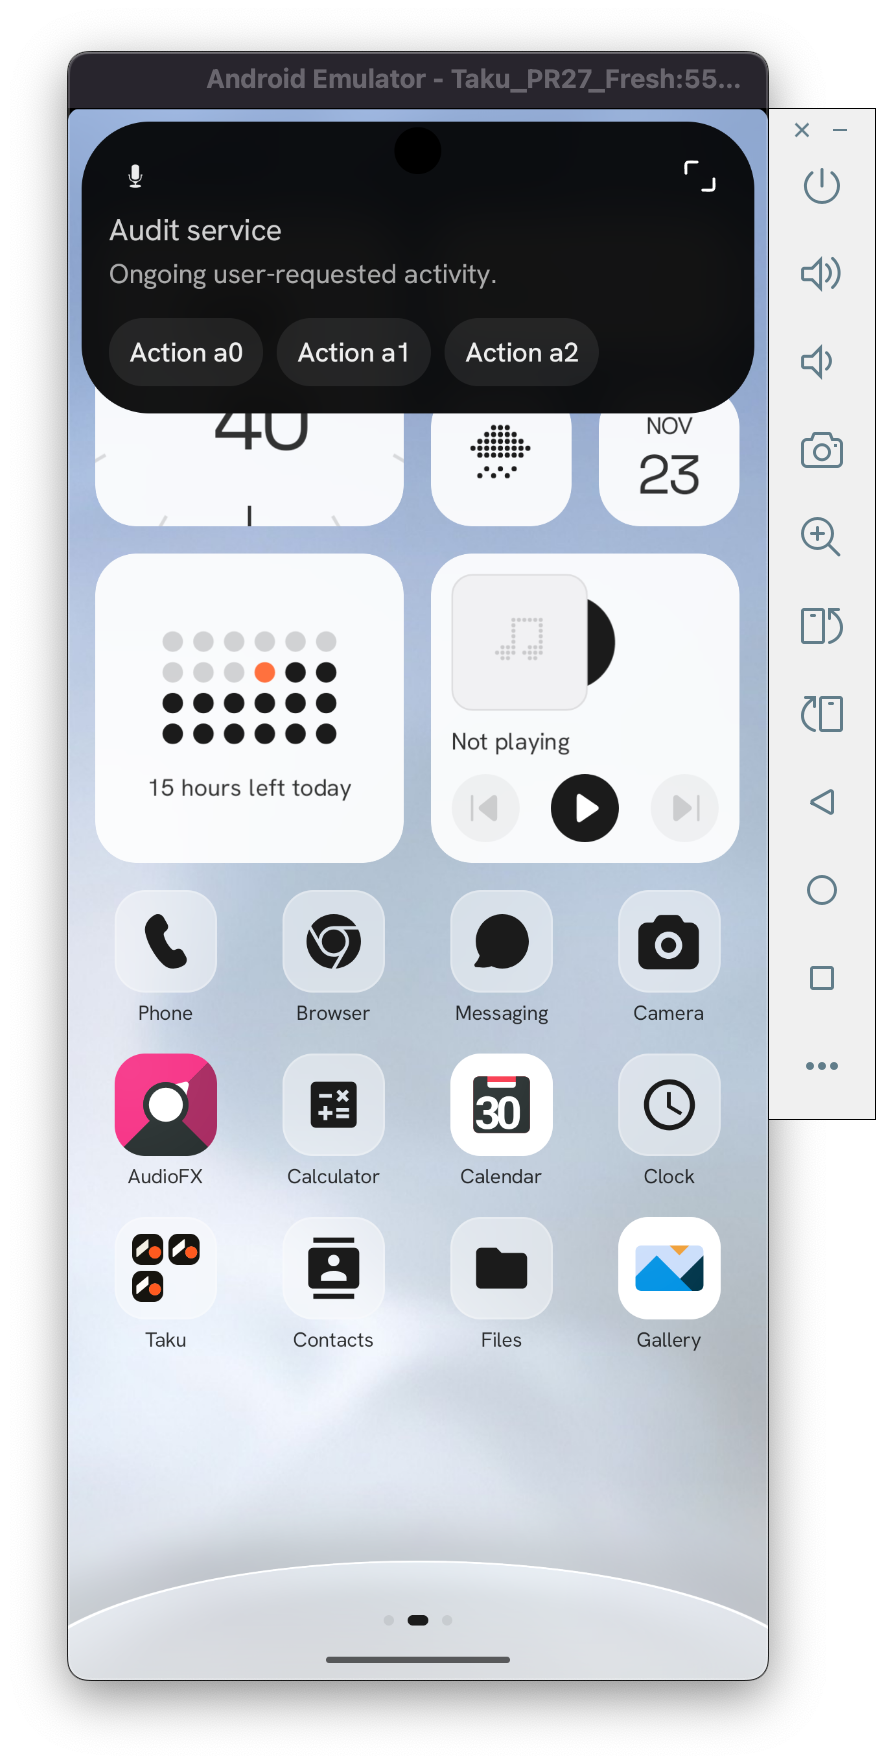 Android Emulator - Taku_PR27_Fresh:55...
Audit service
Ongoing user-requested activity.
Action a0 Action a1 Action a2
40
NOV
23
15 hours left today
Not playing
Phone Browser Messaging Camera
30
AudioFX Calculator Calendar Clock
Taku Contacts Files Gallery